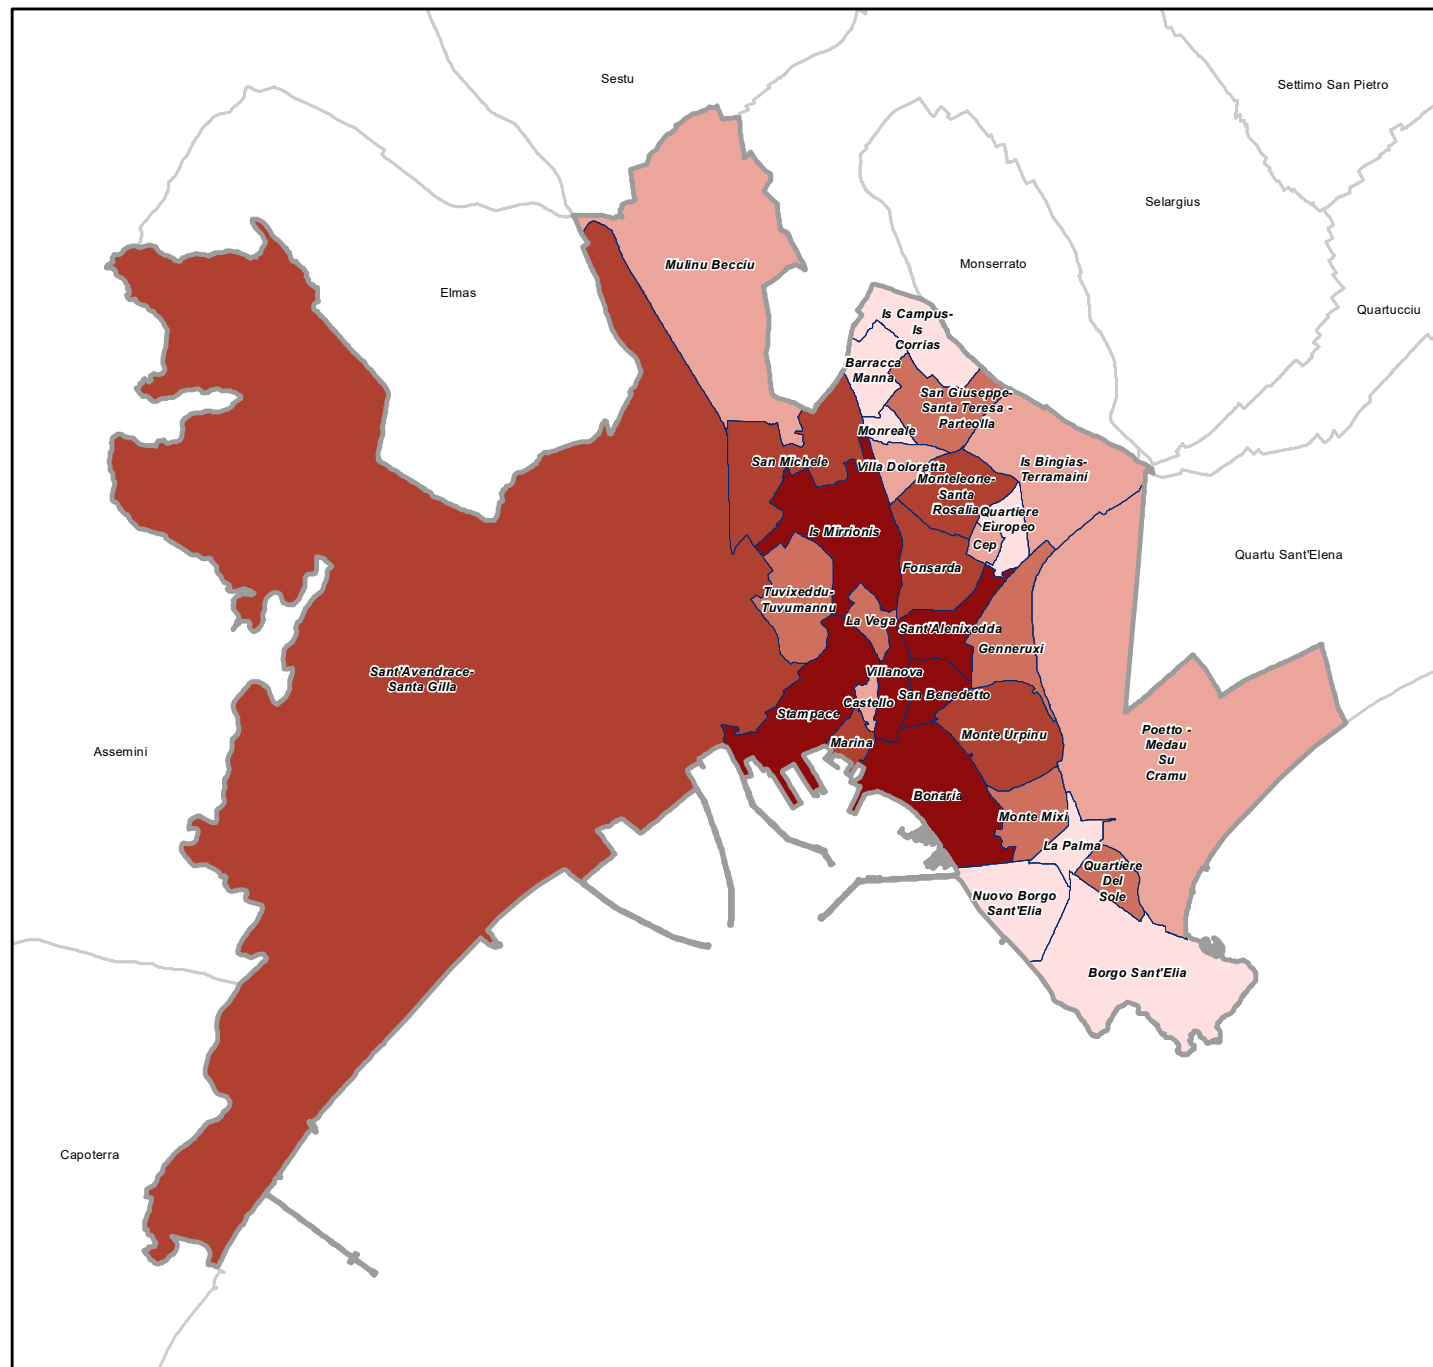 Sestu
Settimo San Pietro
Selargius
Monserrato
Mulinu Becciu
Elmas
Quartucciu
Is Campus-
Is
Corrias
Barracca
Manna
San Giuseppe-
Santa Teresa -
Parteolla
Monreale
San Michele
Villa Doloretta
Is Bingias-
Terramaini
Monteleone-
Santa
Rosalia
Quartiere
Europeo
Is Mirrionis
Cep
Quartu Sant'Elena
Fonsarda
Tuvixeddu-
Tuvumannu
La Vega
Sant'Alenixedda
Genneruxi
Sant'Avendrace-
Santa Gilla
Villanova
San Benedetto
Castello
Stampace
Marina
Monte Urpinu
Poetto -
Medau
Su
Cramu
Assemini
Bonaria
Monte Mixi
La Palma
Quartiere
Del
Sole
Nuovo Borgo
Sant'Elia
Borgo Sant'Elia
Capoterra